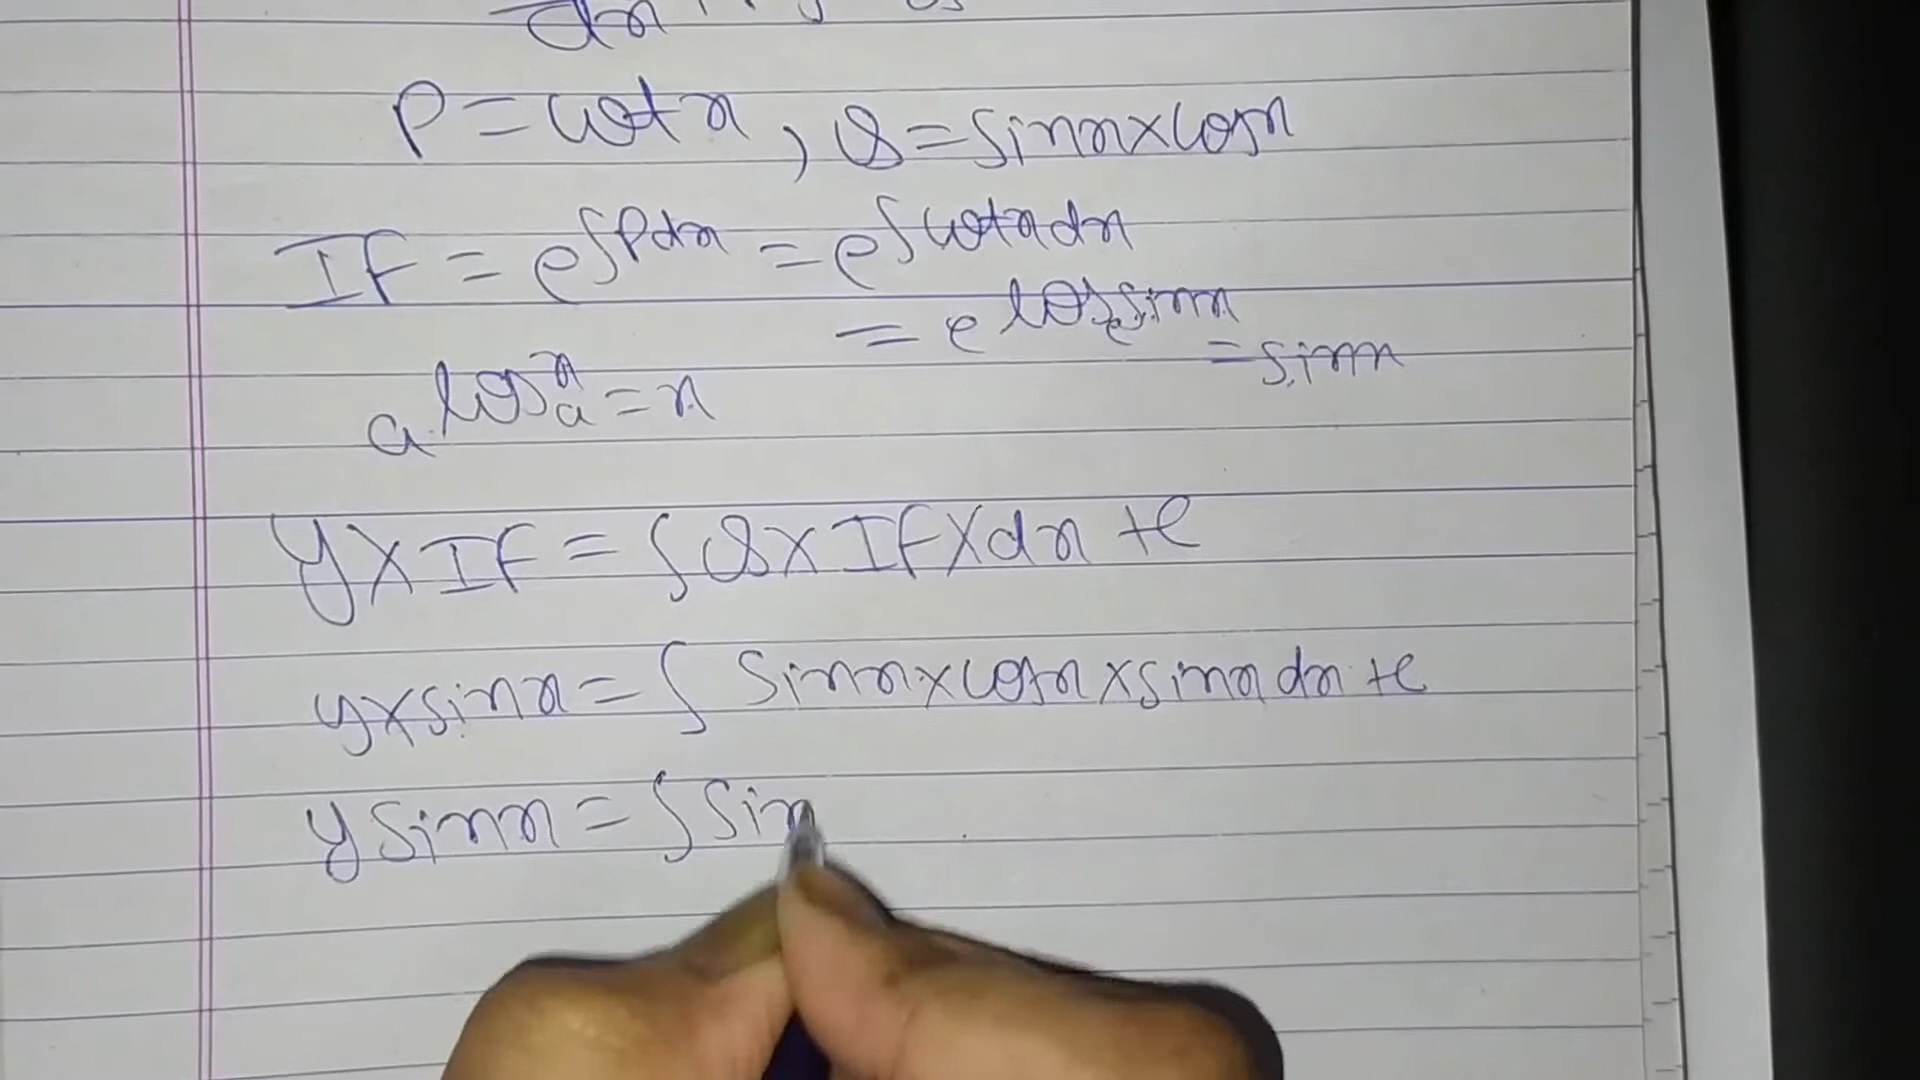 P = cot x, Q = sin x × cos x
IF = e^∫Pdx = e^∫cot x dx
= e^log_e sin x = sin x
a^log_a x = x
y × IF = ∫Q × IF × dx + c
y × sin x = ∫ sin x × cos x × sin x dx + c
y sin x = ∫ sin